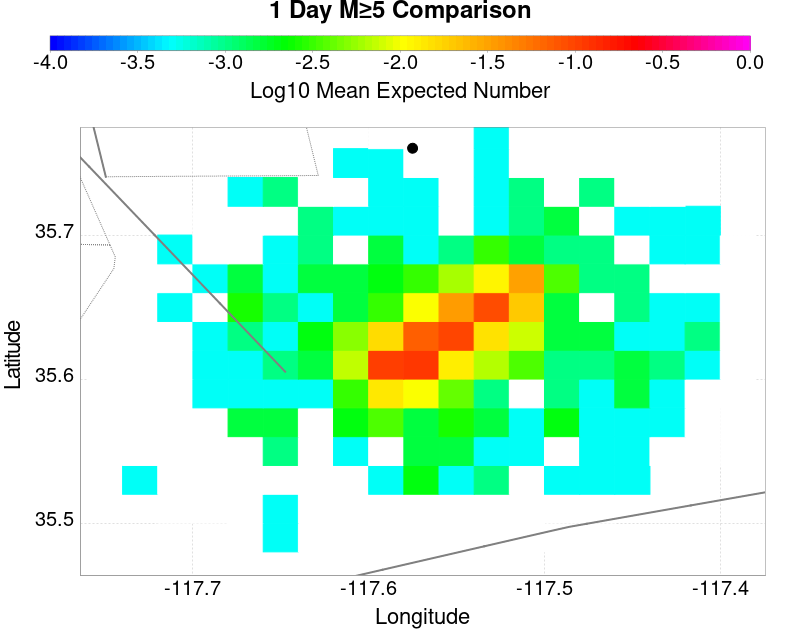 1 Day M≥5 Comparison
-4.0 -3.5 -3.0 -2.5 -2.0 -1.5 -1.0 -0.5 0.0
Log10 Mean Expected Number
35.7
35.6
35.5
Latitude
-117.7 -117.6 -117.5 -117.4
Longitude